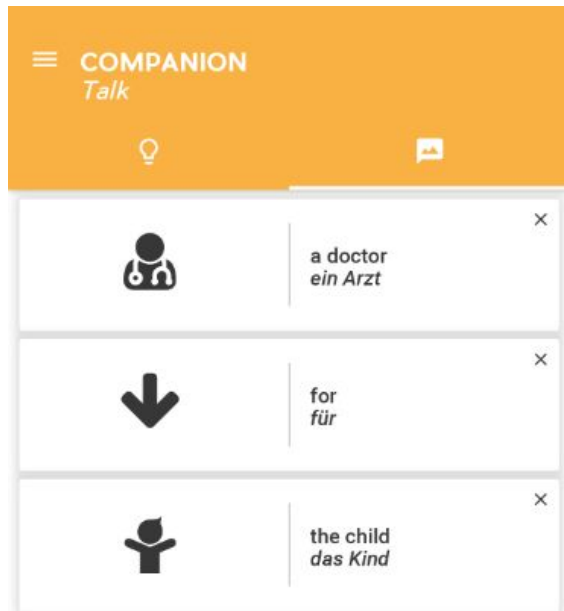 COMPANION
Talk
a doctor
ein Arzt
for
für
the child
das Kind